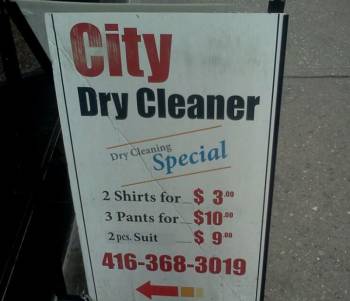 City
Dry Cleaner
Dry Cleaning
Special
2 Shirts for $ 3.00
3 Pants for $10.00
2 pcs. Suit $ 9.00
416-368-3019